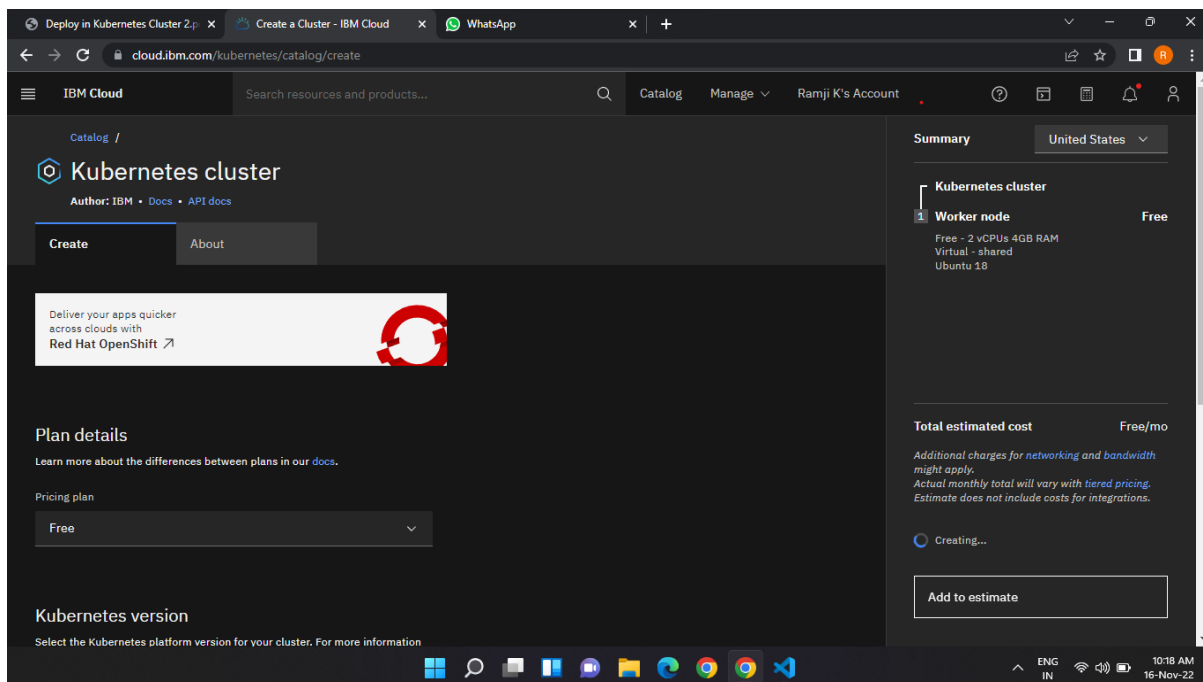 Deploy in Kubernetes Cluster 2.p
Create a Cluster - IBM Cloud
WhatsApp
cloud.ibm.com/kubernetes/catalog/create
R
IBM Cloud
Search resources and products...
Catalog
Manage
Ramji K's Account
Catalog /
Kubernetes cluster
Author: IBM • Docs • API docs
Create
About
Deliver your apps quicker
across clouds with
Red Hat OpenShift
Plan details
Learn more about the differences between plans in our docs.
Pricing plan
Free
Kubernetes version
Select the Kubernetes platform version for your cluster. For more information
Summary
United States
Kubernetes cluster
1 Worker node Free
Free - 2 vCPUs 4GB RAM
Virtual - shared
Ubuntu 18
Total estimated cost Free/mo
Additional charges for networking and bandwidth
might apply.
Actual monthly total will vary with tiered pricing.
Estimate does not include costs for integrations.
Creating...
Add to estimate
ENG
IN
10:18 AM
16-Nov-22